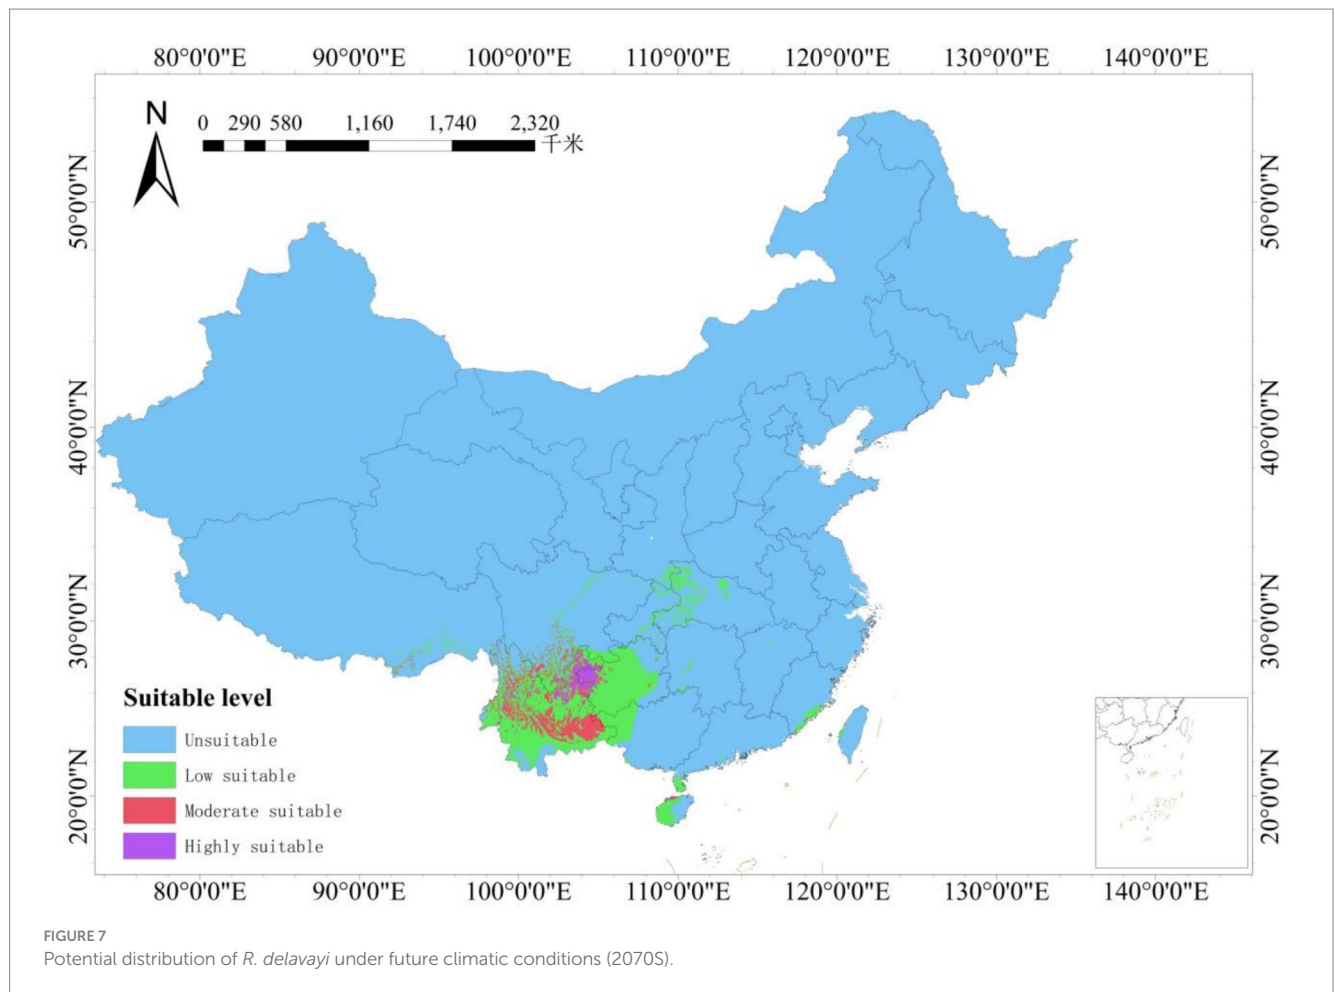 80°0'0"E 90°0'0"E 100°0'0"E 110°0'0"E 120°0'0"E 130°0'0"E 140°0'0"E
N
0 290 580 1,160 1,740 2,320
千米
50°0'0"N 50°0'0"N
40°0'0"N 40°0'0"N
30°0'0"N 30°0'0"N
20°0'0"N 20°0'0"N
Suitable level
Unsuitable
Low suitable
Moderate suitable
Highly suitable
80°0'0"E 90°0'0"E 100°0'0"E 110°0'0"E 120°0'0"E 130°0'0"E 140°0'0"E
FIGURE 7
Potential distribution of R. delavayi under future climatic conditions (2070S).